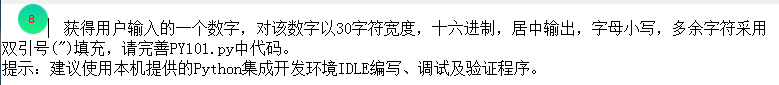 8 获得用户输入的一个数字，对该数字以30字符宽度，十六进制，居中输出，字母小写，多余字符采用
双引号(")填充，请完善PY101.py中代码。
提示：建议使用本机提供的Python集成开发环境IDLE编写、调试及验证程序。